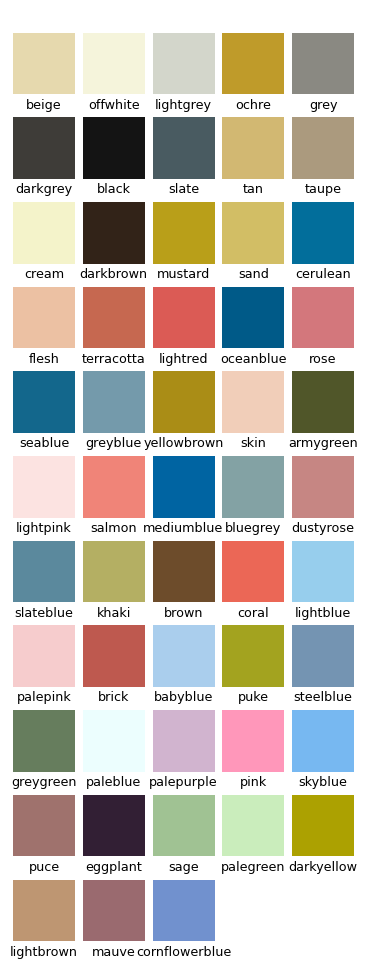 beige offwhite lightgrey ochre grey
darkgrey black slate tan taupe
cream darkbrown mustard sand cerulean
flesh terracotta lightred oceanblue rose
seablue greyblue yellowbrown skin armygreen
lightpink salmon mediumblue bluegrey dustyrose
slateblue khaki brown coral lightblue
palepink brick babyblue puke steelblue
greygreen paleblue palepurple pink skyblue
puce eggplant sage palegreen darkyellow
lightbrown mauve cornflowerblue